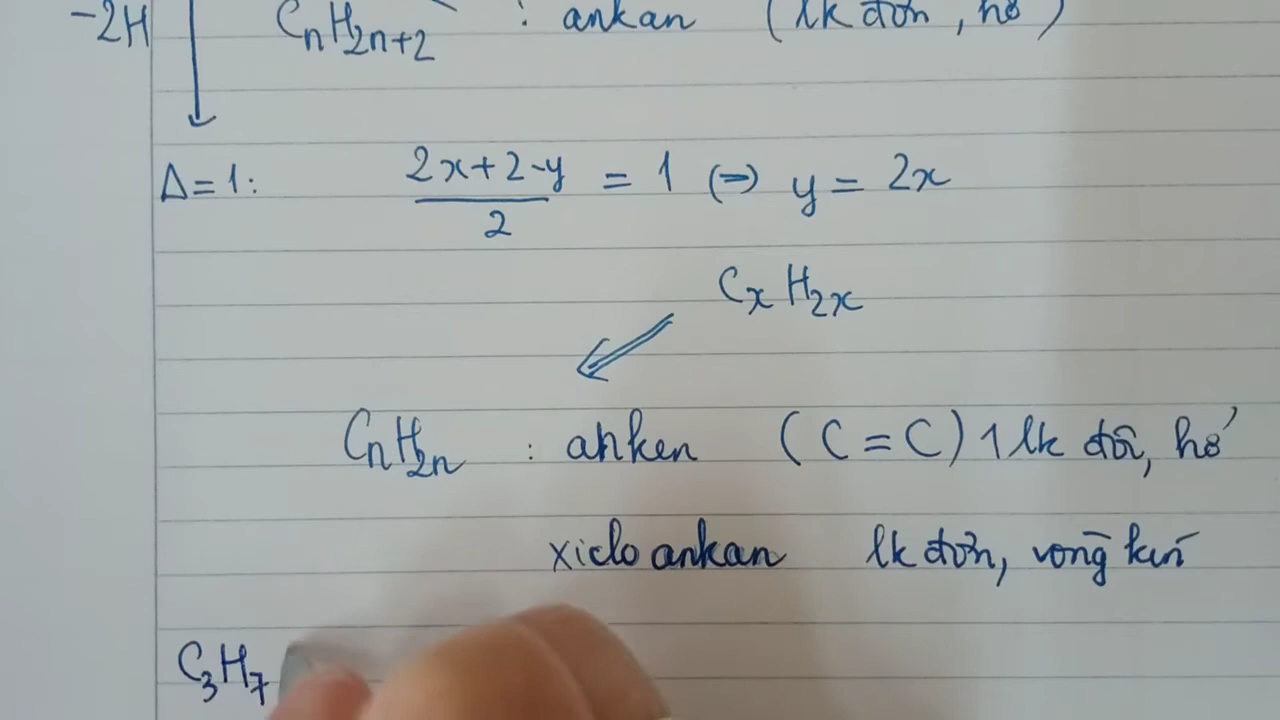 -2H CnH2n+2 : ankan (lk đơn, hở)
Δ=1: (2x+2-y)/2 = 1 (=) y = 2x
CxH2x
CnH2n : anken (C=C) 1 lk đôi, hở
xicloankan lk đơn, vòng kín
C3H7